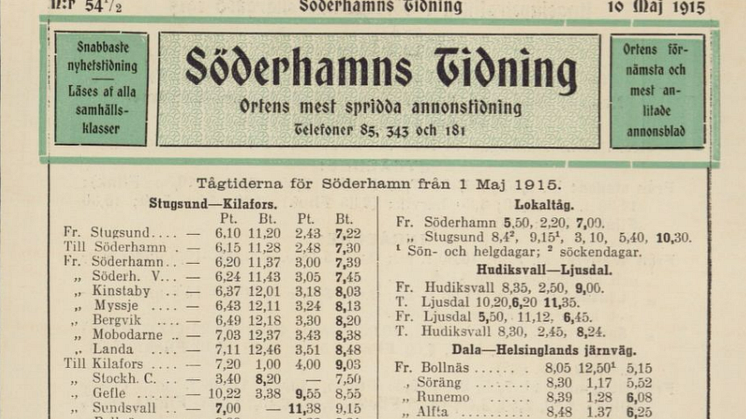 N:r 54½ Söderhamns Tidning 10 Maj 1915
Snabbaste
nyhetstidning
Läses af alla
samhälls-
klasser
Söderhamns Tidning
Ortens mest spridda annonstidning
Telefoner 85, 343 och 181
Ortens för-
nämsta och
mest an-
litade
annonsblad
Tågtiderna för Söderhamn från 1 Maj 1915.
Stugsund—Kilafors.
Pt. Bt. Pt. Bt.
Fr. Stugsund . . — 6,10 11,20 2,43 7,22
Till Söderhamn . — 6,15 11,28 2,48 7,30
Fr. Söderhamn . . — 6,20 11,37 3,00 7,39
„ Söderh. V... — 6,24 11,43 3,05 7,45
„ Kinstaby . . — 6,37 12,01 3,18 8,03
„ Myssje . . . — 6,43 12,11 3,24 8,13
„ Bergvik . . . . — 6,49 12,18 3,30 8,20
„ Mobodarne . . — 7,03 12,37 3,43 8,38
„ Landa . . . — 7,11 12,46 3,51 8,48
Till Kilafors . . . . — 7,20 1,00 4,00 9,03
„ Stockh. C. . . — 3,40 8,20 — 7,50
„ Gefle . . . . . — 10,22 3,38 9,55 8,55
„ Sundsvall . . — 7,00 — 11,38 9,15
Lokaltåg.
Fr. Söderhamn 5,50, 2,20, 7,00.
„ Stugsund 8,4², 9,15¹, 3,10, 5,40, 10,30.
¹ Sön- och helgdagar; ² söckendagar.
Hudiksvall—Ljusdal.
Fr. Hudiksvall 8,35, 2,50, 9,00.
T. Ljusdal 10,20, 6,20 11,35.
Fr. Ljusdal 5,50, 11,12, 6,45.
T. Hudiksvall 8,30, 2,45, 8,24.
Dala—Helsinglands järnväg.
Fr. Bollnäs . . . . . . 8,05 12,50¹ 5,15
„ Söräng . . . . . . 8,30 1,17 5,52
„ Runemo . . . . . . 8,39 1,28 6,08
„ Alfta . . . . . . 8,48 1,37 6,25